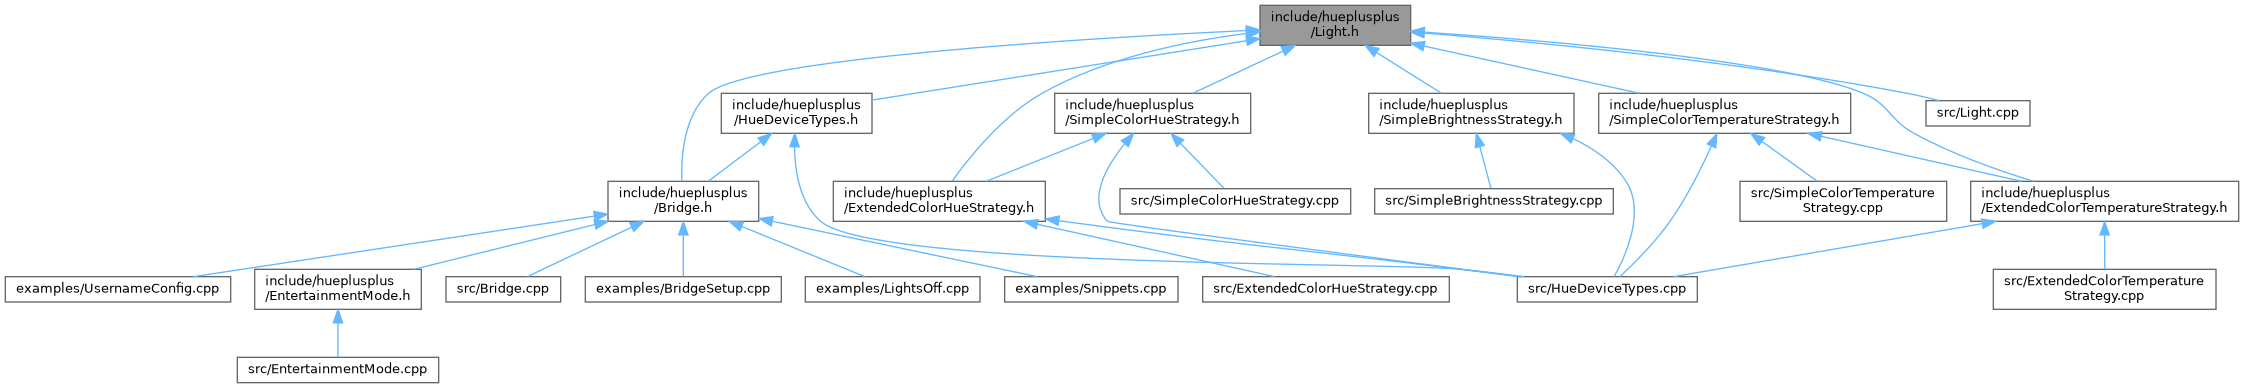 include/hueplusplus
/Light.h
include/hueplusplus
/HueDeviceTypes.h
include/hueplusplus
/SimpleColorHueStrategy.h
include/hueplusplus
/SimpleBrightnessStrategy.h
include/hueplusplus
/SimpleColorTemperatureStrategy.h
src/Light.cpp
include/hueplusplus
/Bridge.h
include/hueplusplus
/ExtendedColorHueStrategy.h
src/SimpleColorHueStrategy.cpp
src/SimpleBrightnessStrategy.cpp
src/SimpleColorTemperature
Strategy.cpp
include/hueplusplus
/ExtendedColorTemperatureStrategy.h
examples/UsernameConfig.cpp
include/hueplusplus
/EntertainmentMode.h
src/Bridge.cpp
examples/BridgeSetup.cpp
examples/LightsOff.cpp
examples/Snippets.cpp
src/ExtendedColorHueStrategy.cpp
src/HueDeviceTypes.cpp
src/ExtendedColorTemperature
Strategy.cpp
src/EntertainmentMode.cpp